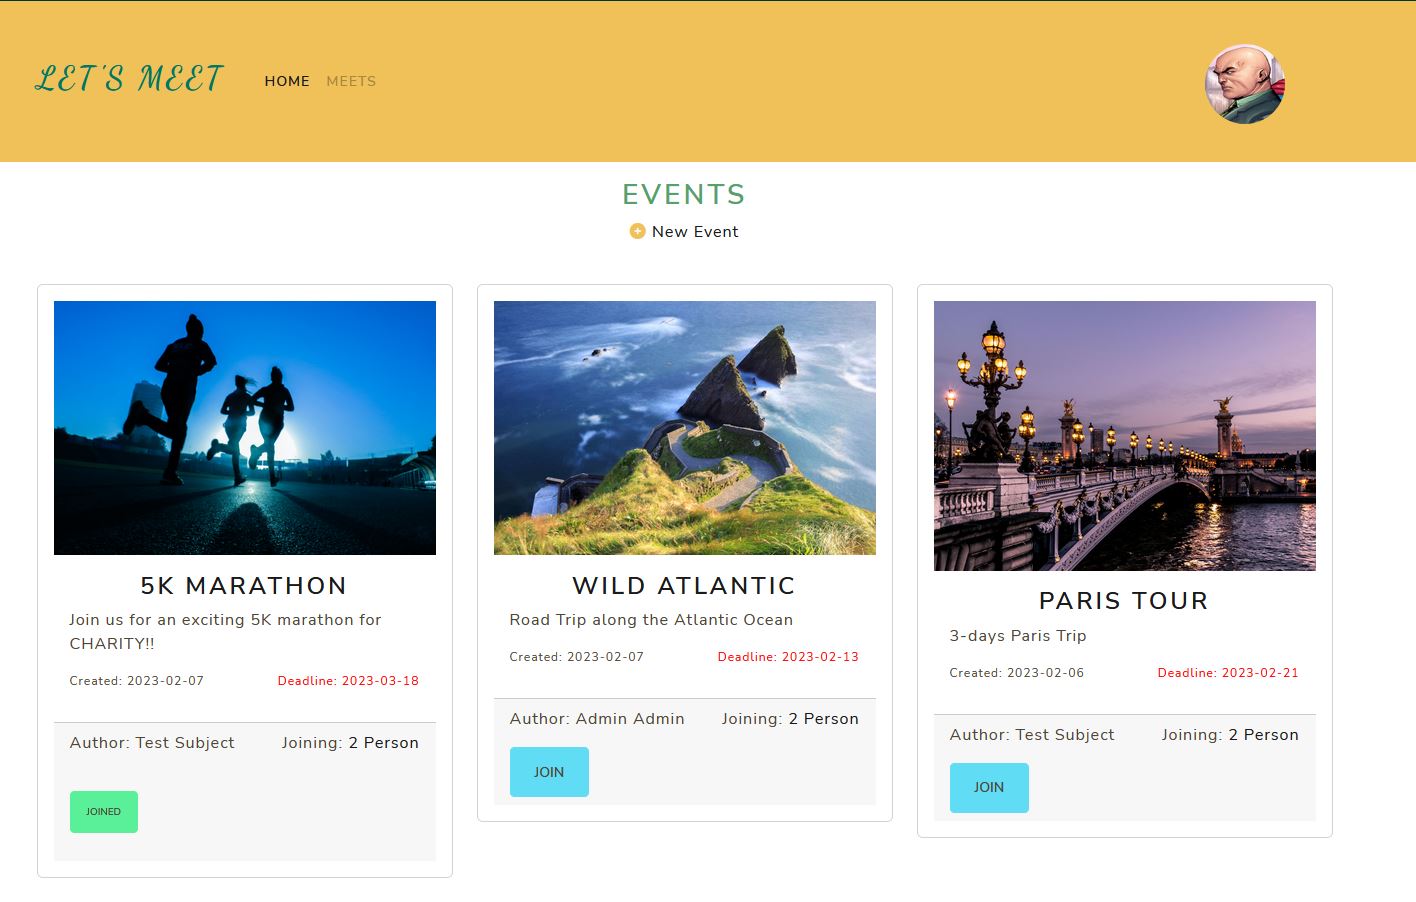 LET'S MEET
HOME
MEETS
EVENTS
New Event
5K MARATHON
Join us for an exciting 5K marathon for
CHARITY!!
Created: 2023-02-07
Deadline: 2023-03-18
Author: Test Subject
Joining: 2 Person
JOINED
WILD ATLANTIC
Road Trip along the Atlantic Ocean
Created: 2023-02-07
Deadline: 2023-02-13
Author: Admin Admin
Joining: 2 Person
JOIN
PARIS TOUR
3-days Paris Trip
Created: 2023-02-06
Deadline: 2023-02-21
Author: Test Subject
Joining: 2 Person
JOIN